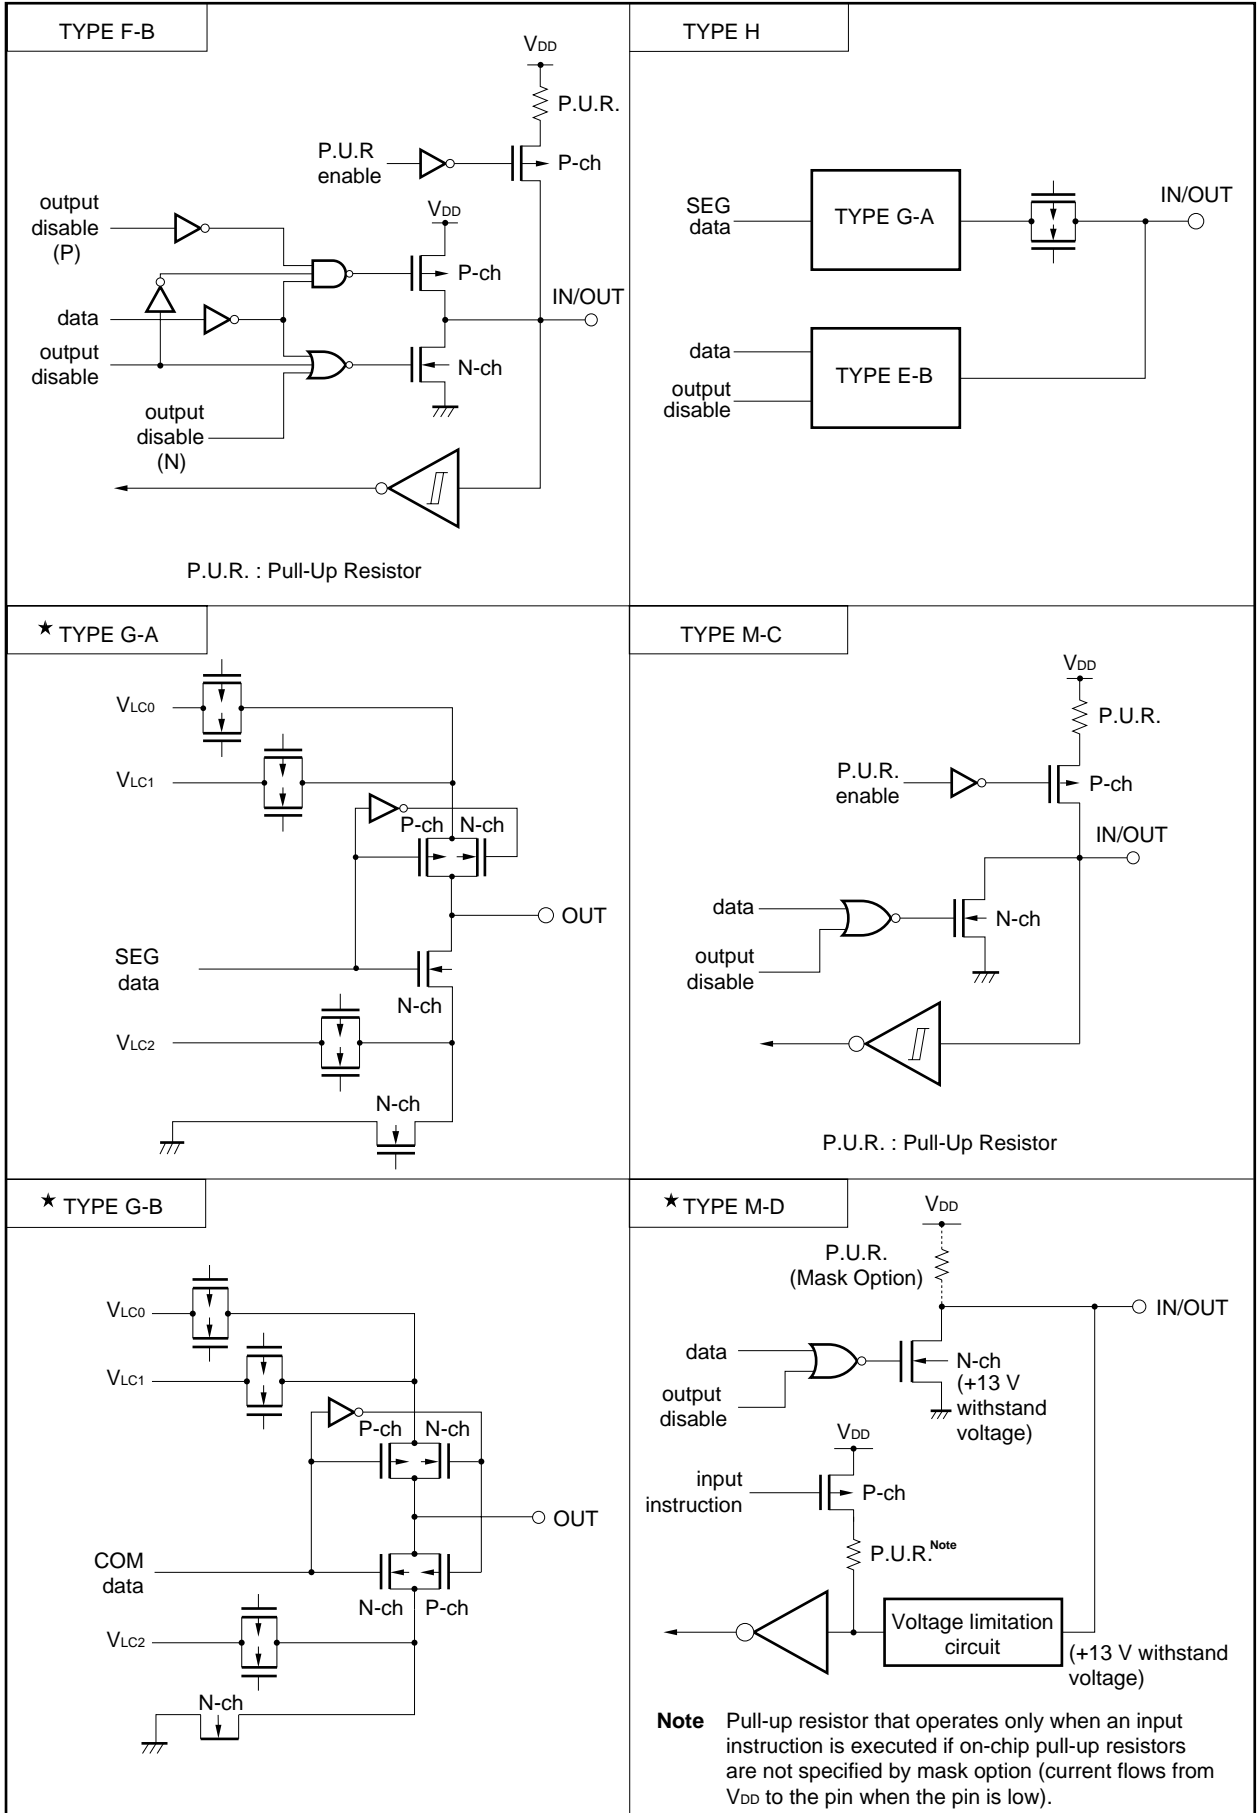 TYPE F-B
VDD
P.U.R.
P.U.R
enable
P-ch
output
disable
(P)
VDD
P-ch
data
IN/OUT
output
disable
N-ch
output
disable
(N)
P.U.R. : Pull-Up Resistor
TYPE H
SEG
data
TYPE G-A
IN/OUT
data
output
disable
TYPE E-B
★ TYPE G-A
VLC0
VLC1
P-ch N-ch
OUT
SEG
data
N-ch
VLC2
N-ch
TYPE M-C
VDD
P.U.R.
P.U.R.
enable
P-ch
IN/OUT
data
N-ch
output
disable
P.U.R. : Pull-Up Resistor
★ TYPE G-B
VLC0
VLC1
P-ch N-ch
OUT
COM
data
N-ch P-ch
VLC2
N-ch
★ TYPE M-D
VDD
P.U.R.
(Mask Option)
IN/OUT
data
output
disable
N-ch
(+13 V
withstand
voltage)
VDD
input
instruction
P-ch
P.U.R.Note
Voltage limitation
circuit
(+13 V withstand
voltage)
Note Pull-up resistor that operates only when an input
instruction is executed if on-chip pull-up resistors
are not specified by mask option (current flows from
VDD to the pin when the pin is low).